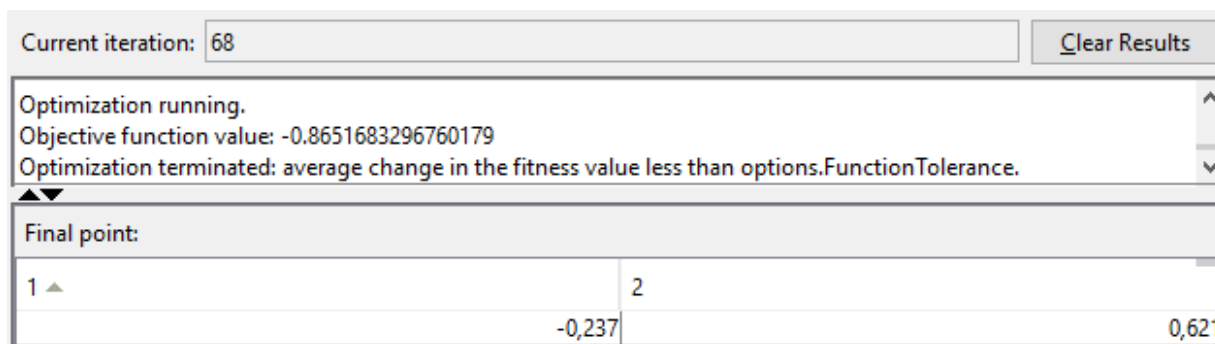 Current iteration: 68 Clear Results
Optimization running.
Objective function value: -0.8651683296760179
Optimization terminated: average change in the fitness value less than options.FunctionTolerance.
Final point:
1 2
-0,237 0,621